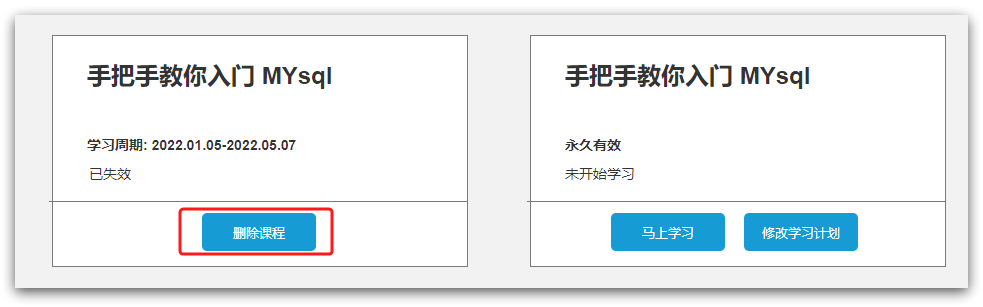 手把手教你入门 MYsql
学习周期: 2022.01.05-2022.05.07
已失效
删除课程
手把手教你入门 MYsql
永久有效
未开始学习
马上学习
修改学习计划